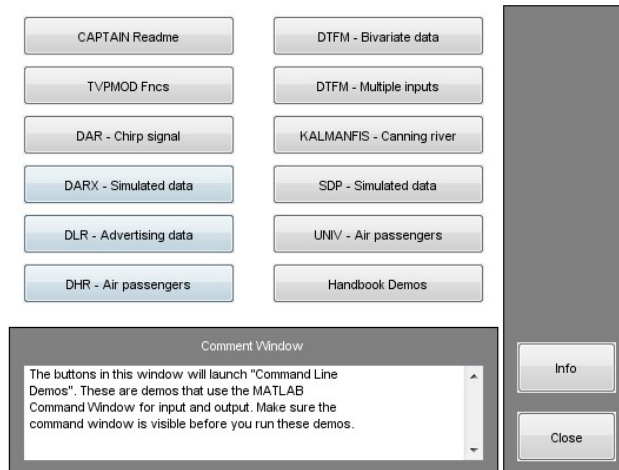 CAPTAIN Readme
DTFM - Bivariate data
TVPMOD Fncs
DTFM - Multiple inputs
DAR - Chirp signal
KALMANFIS - Canning river
DARX - Simulated data
SDP - Simulated data
DLR - Advertising data
UNIV - Air passengers
DHR - Air passengers
Handbook Demos
Comment Window
The buttons in this window will launch "Command Line
Demos". These are demos that use the MATLAB
Command Window for input and output. Make sure the
command window is visible before you run these demos.
Info
Close